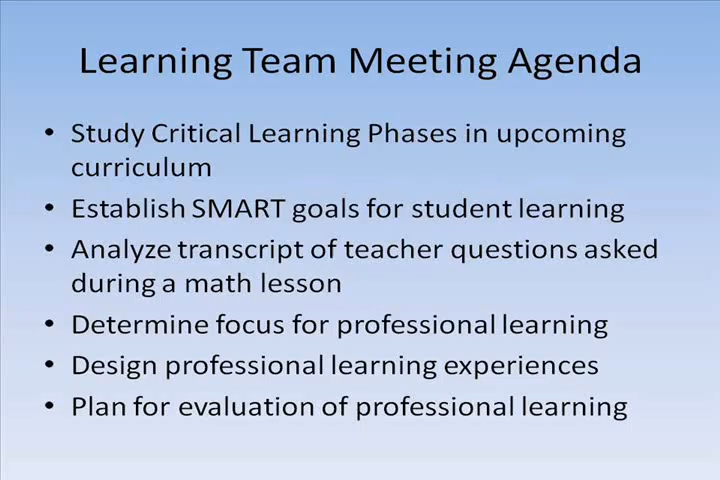 Learning Team Meeting Agenda
• Study Critical Learning Phases in upcoming
curriculum
• Establish SMART goals for student learning
• Analyze transcript of teacher questions asked
during a math lesson
• Determine focus for professional learning
• Design professional learning experiences
• Plan for evaluation of professional learning